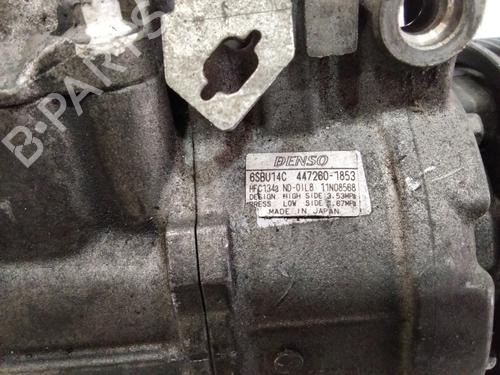 B-PARTS
DENSO
6SBU14C 447260-1853
HFC134a ND-OIL8 11N08568
DESIGN HIGH SIDE 3.53MPa
PRESS LOW SIDE 1.67MPa
MADE IN JAPAN